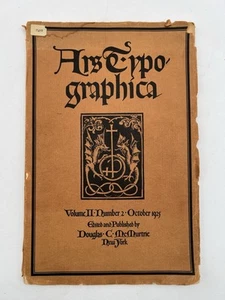 Ars Typo-
graphica
Volume II · Number 2 · October 1925
Edited and Published by
Douglas · C · McMurtrie
New York